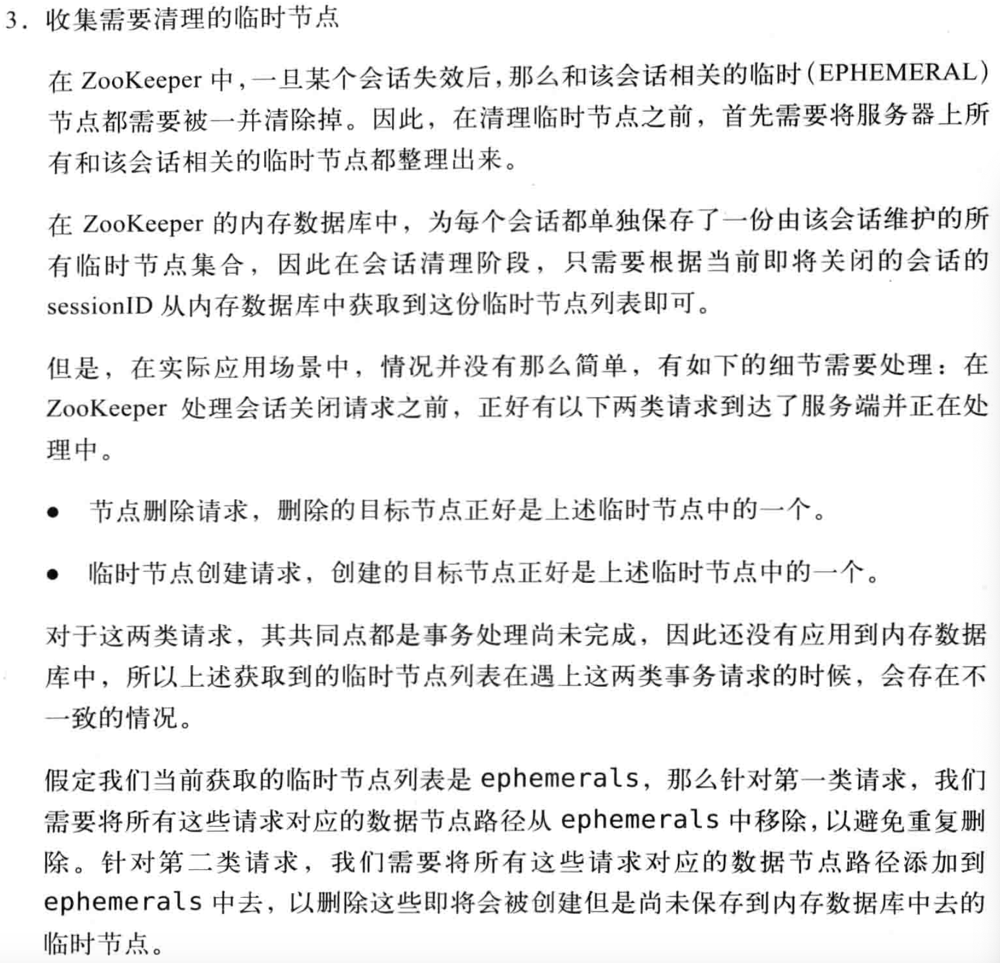 3. 收集需要清理的临时节点
在 ZooKeeper 中,一旦某个会话失效后,那么和该会话相关的临时(EPHEMERAL)
节点都需要被一并清除掉。因此，在清理临时节点之前，首先需要将服务器上所
有和该会话相关的临时节点都整理出来。
在 ZooKeeper 的内存数据库中，为每个会话都单独保存了一份由该会话维护的所
有临时节点集合，因此在会话清理阶段，只需要根据当前即将关闭的会话的
sessionID 从内存数据库中获取到这份临时节点列表即可。
但是，在实际应用场景中，情况并没有那么简单，有如下的细节需要处理：在
ZooKeeper 处理会话关闭请求之前，正好有以下两类请求到达了服务端并正在处
理中。
● 节点删除请求，删除的目标节点正好是上述临时节点中的一个。
● 临时节点创建请求，创建的目标节点正好是上述临时节点中的一个。
对于这两类请求，其共同点都是事务处理尚未完成，因此还没有应用到内存数据
库中，所以上述获取到的临时节点列表在遇上这两类事务请求的时候，会存在不
一致的情况。
假定我们当前获取的临时节点列表是 ephemerals，那么针对第一类请求，我们
需要将所有这些请求对应的数据节点路径从 ephemerals 中移除,以避免重复删
除。针对第二类请求，我们需要将所有这些请求对应的数据节点路径添加到
ephemerals 中去，以删除这些即将会被创建但是尚未保存到内存数据库中去的
临时节点。